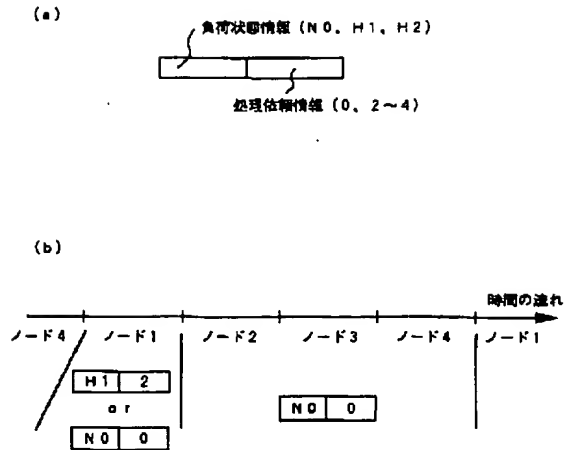 (a)
負荷状態情報(N0、H1、H2)
処理依頼情報(0、2~4)
(b)
時間の流れ
ノード4 ノード1 ノード2 ノード3 ノード4 ノード1
H1 2
or
N0 0
N0 0